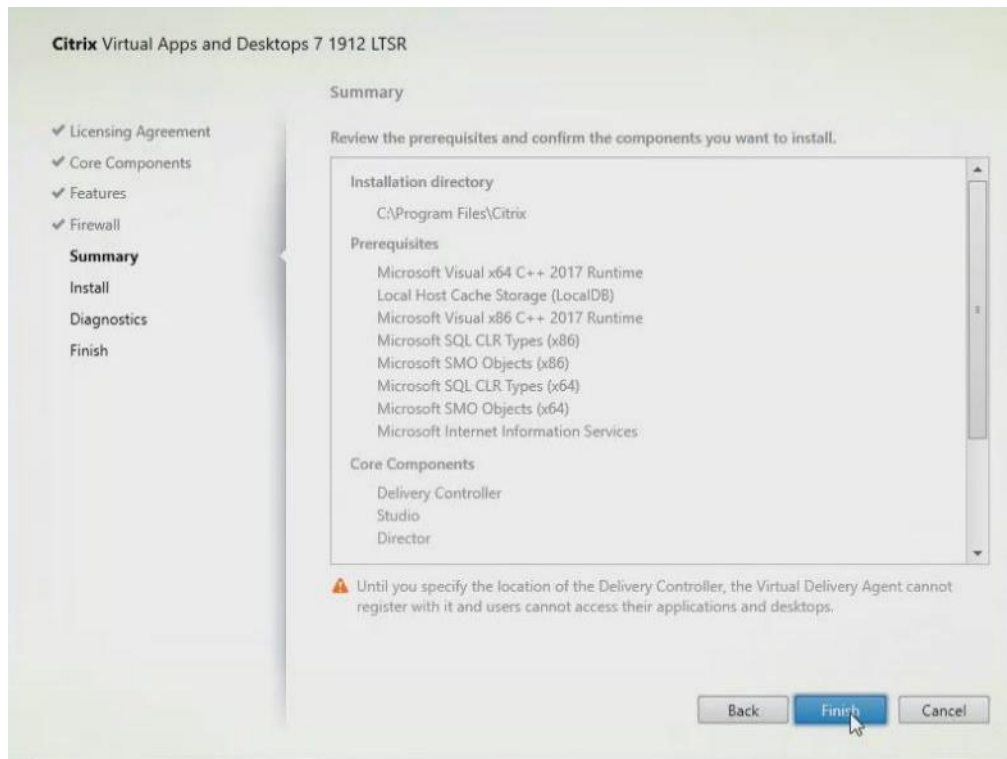 Citrix Virtual Apps and Desktops 7 1912 LTSR
Licensing Agreement
Core Components
Features
Firewall
Summary
Install
Diagnostics
Finish
Summary
Review the prerequisites and confirm the components you want to install.
Installation directory
C:\Program Files\Citrix
Prerequisites
Microsoft Visual x64 C++ 2017 Runtime
Local Host Cache Storage (LocalDB)
Microsoft Visual x86 C++ 2017 Runtime
Microsoft SQL CLR Types (x86)
Microsoft SMO Objects (x86)
Microsoft SQL CLR Types (x64)
Microsoft SMO Objects (x64)
Microsoft Internet Information Services
Core Components
Delivery Controller
Studio
Director
Until you specify the location of the Delivery Controller, the Virtual Delivery Agent cannot
register with it and users cannot access their applications and desktops.
Back Finish Cancel